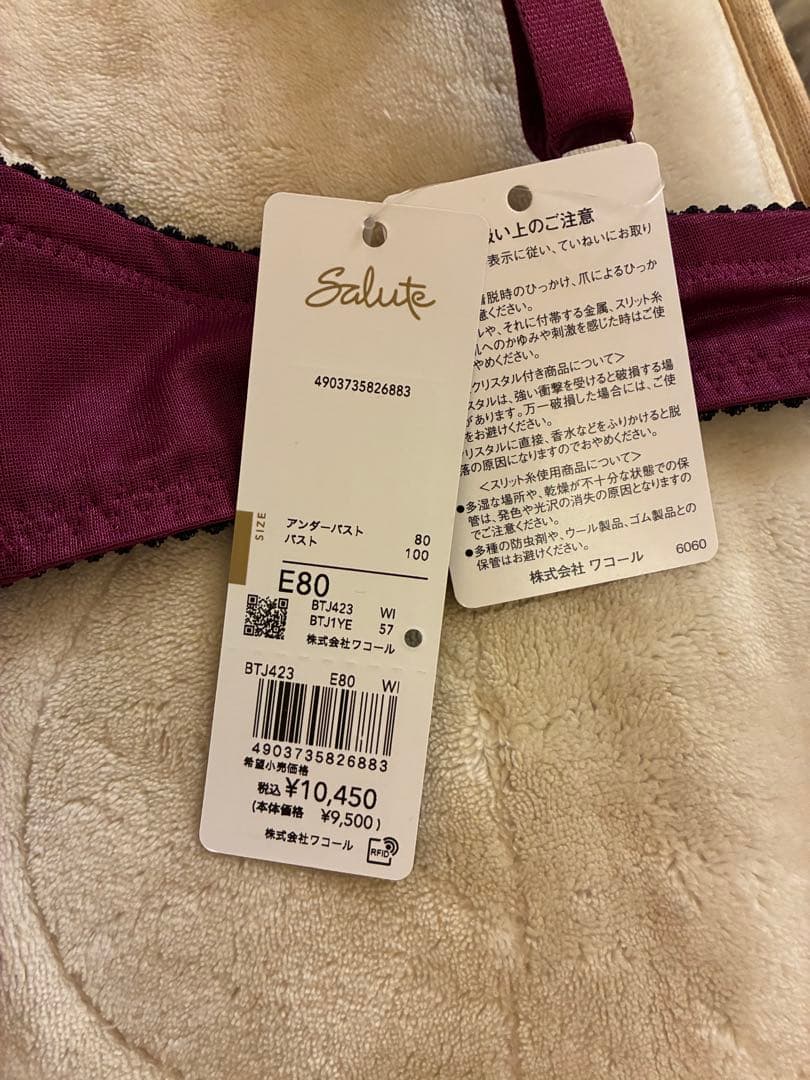 Salute
4903735826883
SIZE
アンダーバスト 80
バスト 100
E80
BTJ423 WI
BTJ1YE 57
株式会社ワコール
BTJ423 E80 WI
4903735826883
希望小売価格
税込 ¥10,450
(本体価格 ¥9,500)
株式会社ワコール
RFID
い上のご注意
表示に従い、ていねいにお取り
脱時のひっかけ、爪によるひっか
意ください。
ルや、それに付帯する金属、スリット糸
へのかゆみや刺激を感じた時はご使
やめください。
クリスタル付き商品について>
スタルは、強い衝撃を受けると破損する場
があります。万一破損した場合には、ご使
をお避けください。
リスタルに直接、香水などをふりかけると脱
落の原因になりますのでおやめください。
<スリット糸使用商品について>
●多湿な場所や、乾燥が不十分な状態での保
管は、発色や光沢の消失の原因となりますの
でご注意ください。
●多種の防虫剤や、ウール製品、ゴム製品との
保管はお避けください。
株式会社 ワコール 6060